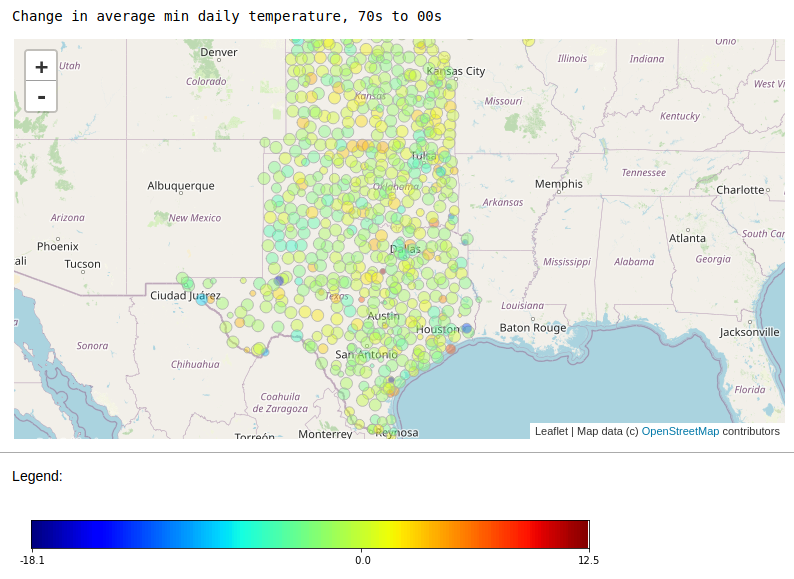 Change in average min daily temperature, 70s to 00s
+
-
Denver
Utah
Colorado
Kansas City
Kansas
Illinois
Indiana
Ohio
Missouri
West Vi
Kentucky
Albuquerque
New Mexico
Arizona
Phoenix
Tucson
ali
Oklahoma
Arkansas
Memphis
Tennessee
Charlotte
South Car
Atlanta
Georgia
Alabama
Mississippi
Dallas
Texas
Ciudad Juárez
Austin
Houston
San Antonio
Louisiana
Baton Rouge
Jacksonville
Florida
Sonora
Chihuahua
Coahuila
de Zaragoza
Torreón
Monterrey
Reynosa
a
Leaflet | Map data (c) OpenStreetMap contributors
Legend:
-18.1
0.0
12.5